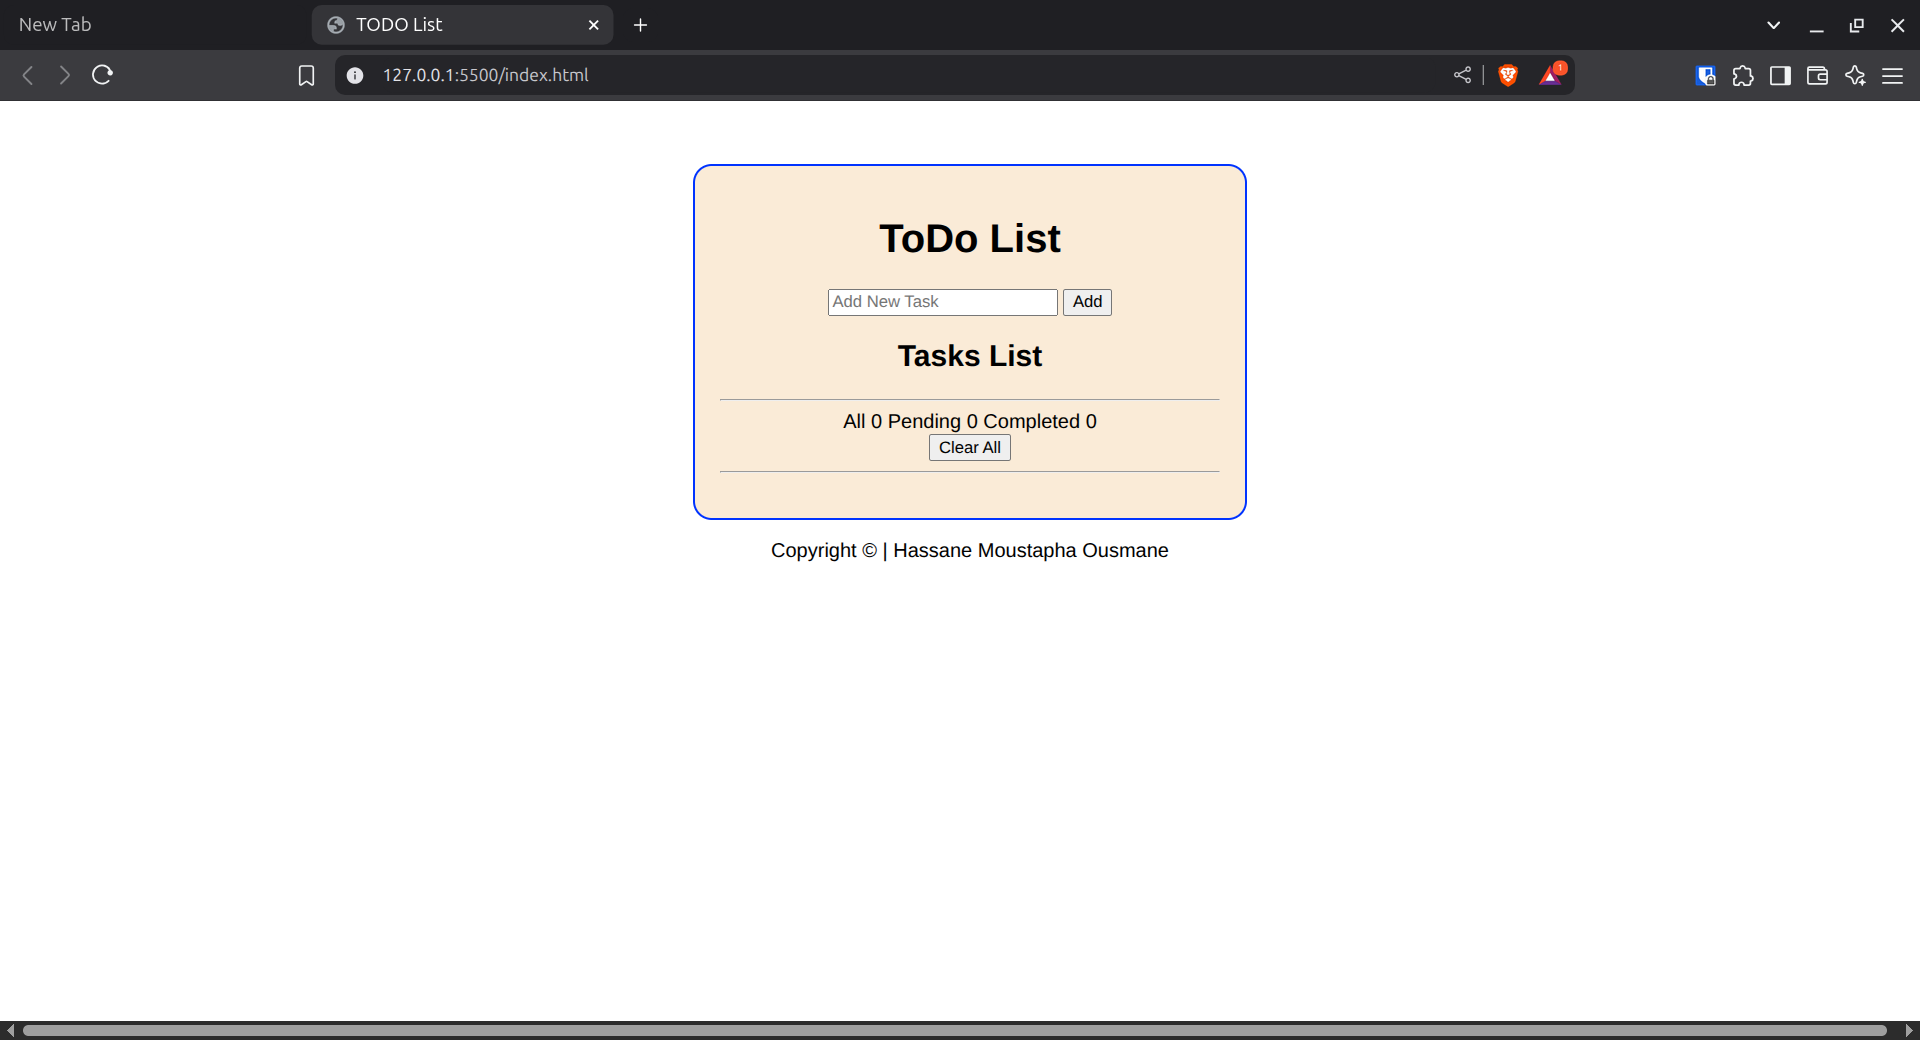 New Tab
TODO List
127.0.0.1:5500/index.html
1
ToDo List
Add New Task Add
Tasks List
All 0 Pending 0 Completed 0
Clear All
Copyright © | Hassane Moustapha Ousmane